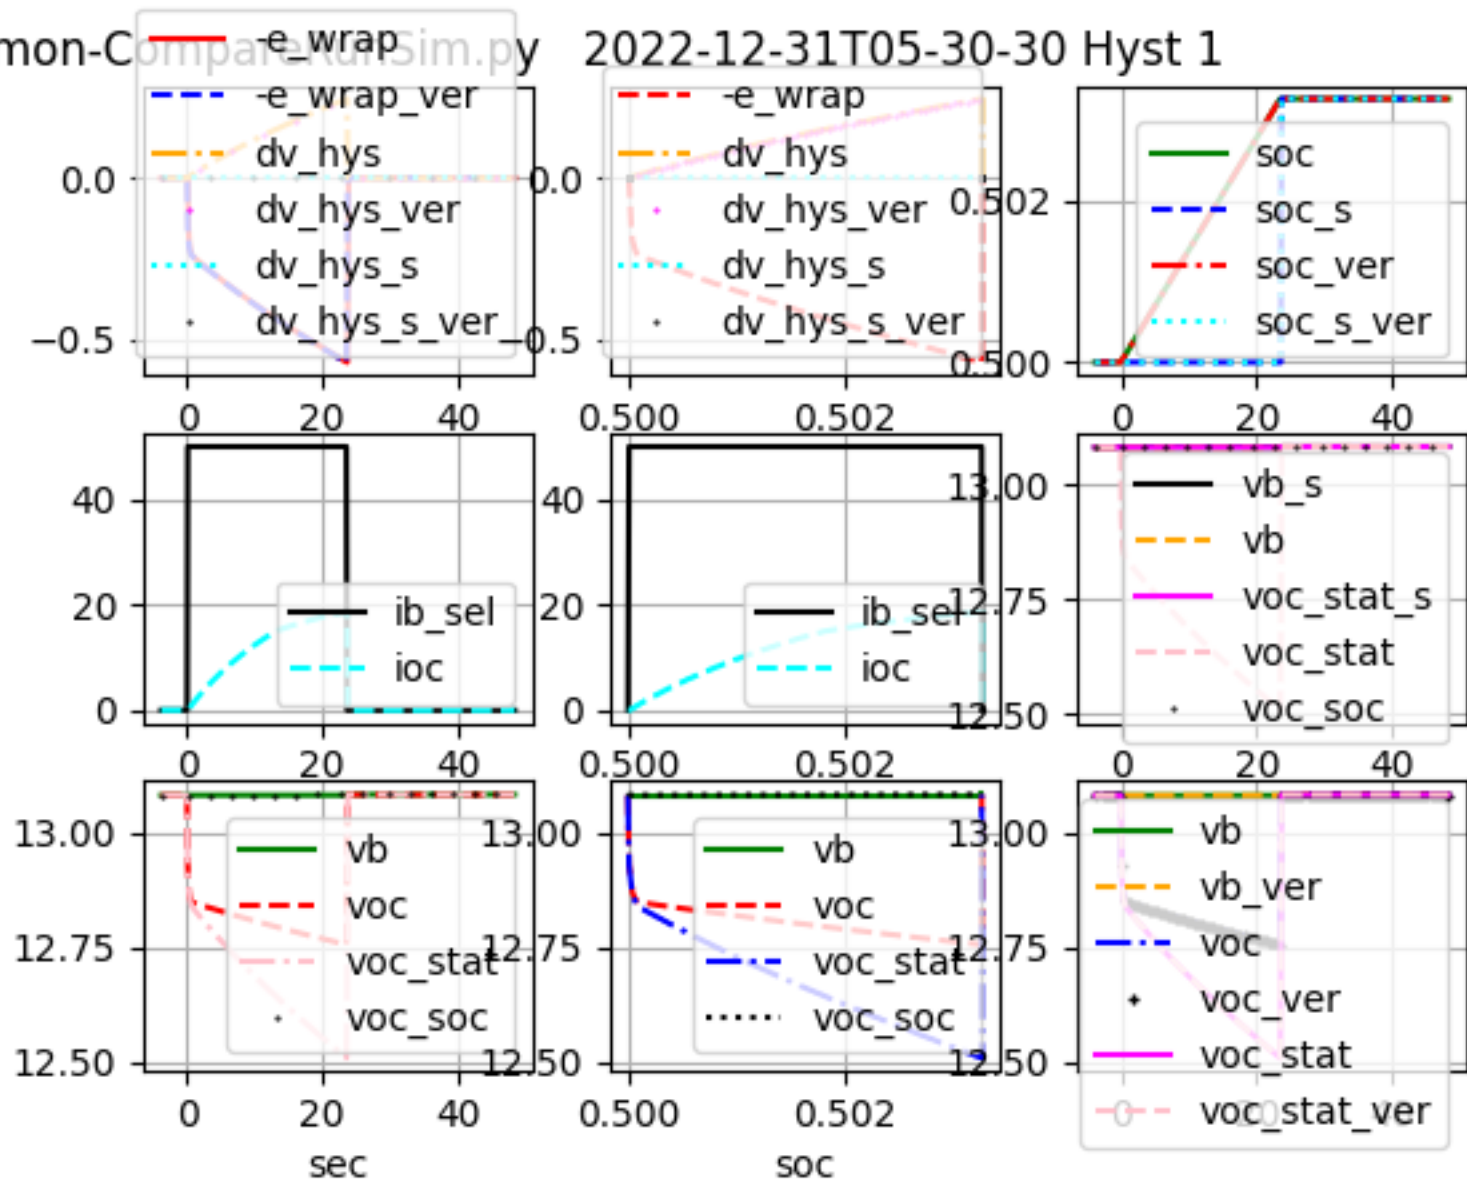 mon-CompareRunSim.py   2022-12-31T05-30-30 Hyst 1
-e_wrap
-e_wrap_ver
dv_hys
dv_hys_ver
dv_hys_s
dv_hys_s_ver
0.0
−0.5
0 20 40
-e_wrap
dv_hys
dv_hys_ver
dv_hys_s
dv_hys_s_ver
0.0
−0.5
0.500 0.502
soc
soc_s
soc_ver
soc_s_ver
0.502
0.500
0 20 40
40
20
0
ib_sel
ioc
0 20 40
40
20
0
ib_sel
ioc
0.500 0.502
13.00
12.75
12.50
vb_s
vb
voc_stat_s
voc_stat
voc_soc
0 20 40
13.00
12.75
12.50
vb
voc
voc_stat
voc_soc
0 20 40
sec
13.00
12.75
12.50
vb
voc
voc_stat
voc_soc
0.500 0.502
soc
13.00
12.75
12.50
vb
vb_ver
voc
voc_ver
voc_stat
voc_stat_ver
0 20 40